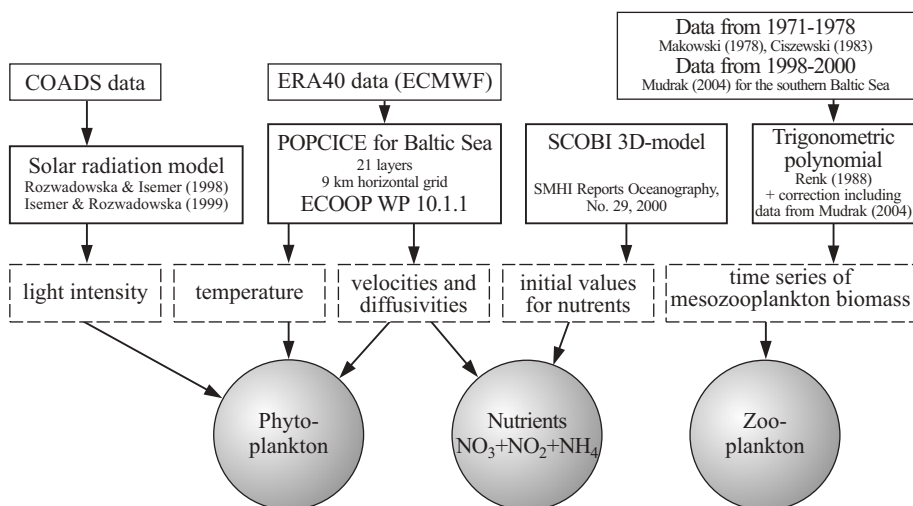 COADS data
ERA40 data (ECMWF)
Data from 1971-1978
Makowski (1978), Ciszewski (1983)
Data from 1998-2000
Mudrak (2004) for the southern Baltic Sea
Solar radiation model
Rozwadowska & Isemer (1998)
Isemer & Rozwadowska (1999)
POPCICE for Baltic Sea
21 layers
9 km horizontal grid
ECOOP WP 10.1.1
SCOBI 3D-model
SMHI Reports Oceanography,
No. 29, 2000
Trigonometric
polynomial
Renk (1988)
+ correction including
data from Mudrak (2004)
light intensity
temperature
velocities and
diffusivities
initial values
for nutrents
time series of
mesozooplankton biomass
Phyto-
plankton
Nutrients
NO₃+NO₂+NH₄
Zoo-
plankton